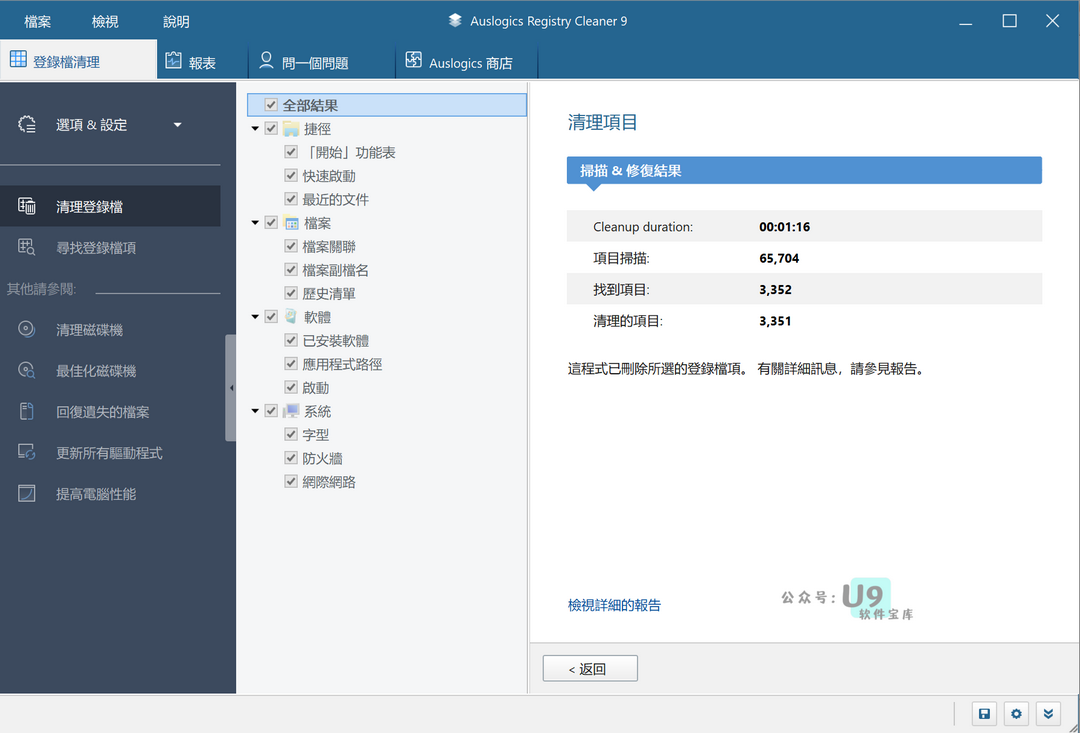 檔案 檢視 說明 Auslogics Registry Cleaner 9
登錄檔清理 報表 問一個問題 Auslogics 商店
選項 & 設定
清理登錄檔
尋找登錄檔項
其他請參閱:
清理磁碟機
最佳化磁碟機
回復遺失的檔案
更新所有驅動程式
提高電腦性能
全部結果
捷徑
「開始」功能表
快速啟動
最近的文件
檔案
檔案關聯
檔案副檔名
歷史清單
軟體
已安裝軟體
應用程式路徑
啟動
系統
字型
防火牆
網際網路
清理項目
掃描 & 修復結果
Cleanup duration: 00:01:16
項目掃描: 65,704
找到項目: 3,352
清理的項目: 3,351
這程式已刪除所選的登錄檔項。 有關詳細訊息，請參見報告。
檢視詳細的報告
公众号: U9
软件宝库
< 返回